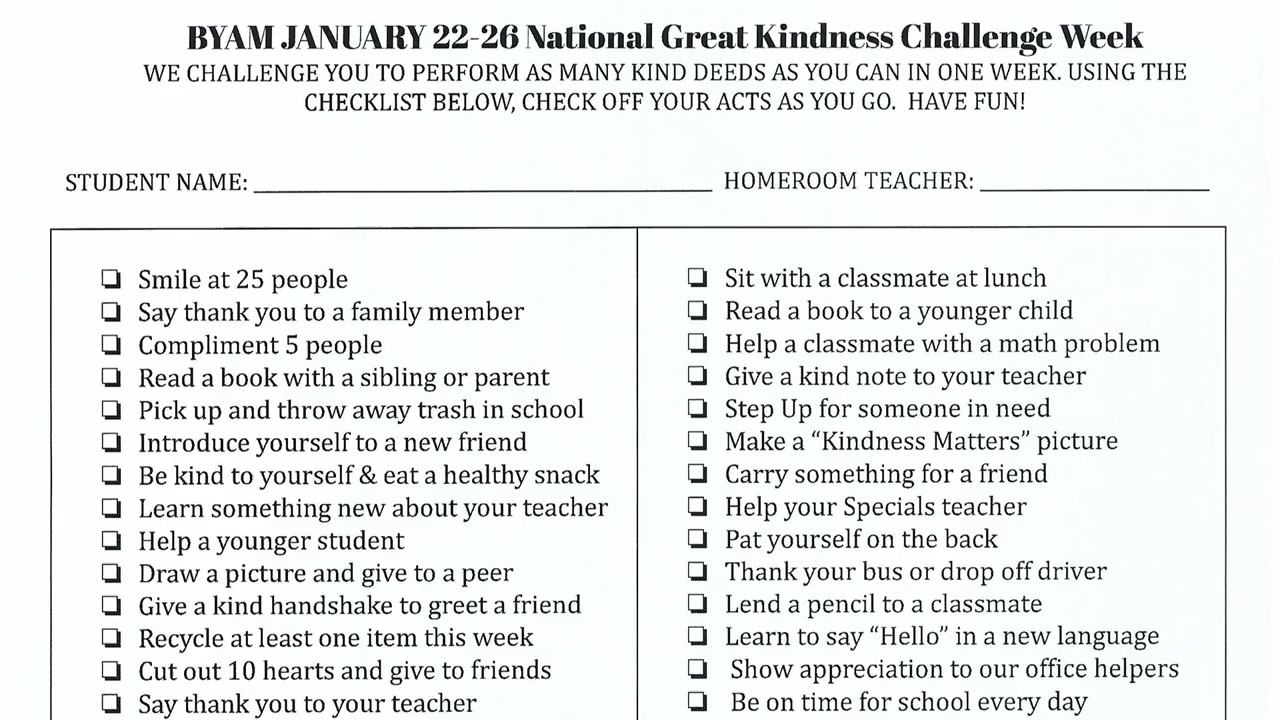 BYAM JANUARY 22-26 National Great Kindness Challenge Week
WE CHALLENGE YOU TO PERFORM AS MANY KIND DEEDS AS YOU CAN IN ONE WEEK. USING THE
CHECKLIST BELOW, CHECK OFF YOUR ACTS AS YOU GO. HAVE FUN!
STUDENT NAME: HOMEROOM TEACHER:
Smile at 25 people
Say thank you to a family member
Compliment 5 people
Read a book with a sibling or parent
Pick up and throw away trash in school
Introduce yourself to a new friend
Be kind to yourself & eat a healthy snack
Learn something new about your teacher
Help a younger student
Draw a picture and give to a peer
Give a kind handshake to greet a friend
Recycle at least one item this week
Cut out 10 hearts and give to friends
Say thank you to your teacher
Sit with a classmate at lunch
Read a book to a younger child
Help a classmate with a math problem
Give a kind note to your teacher
Step Up for someone in need
Make a “Kindness Matters” picture
Carry something for a friend
Help your Specials teacher
Pat yourself on the back
Thank your bus or drop off driver
Lend a pencil to a classmate
Learn to say “Hello” in a new language
Show appreciation to our office helpers
Be on time for school every day